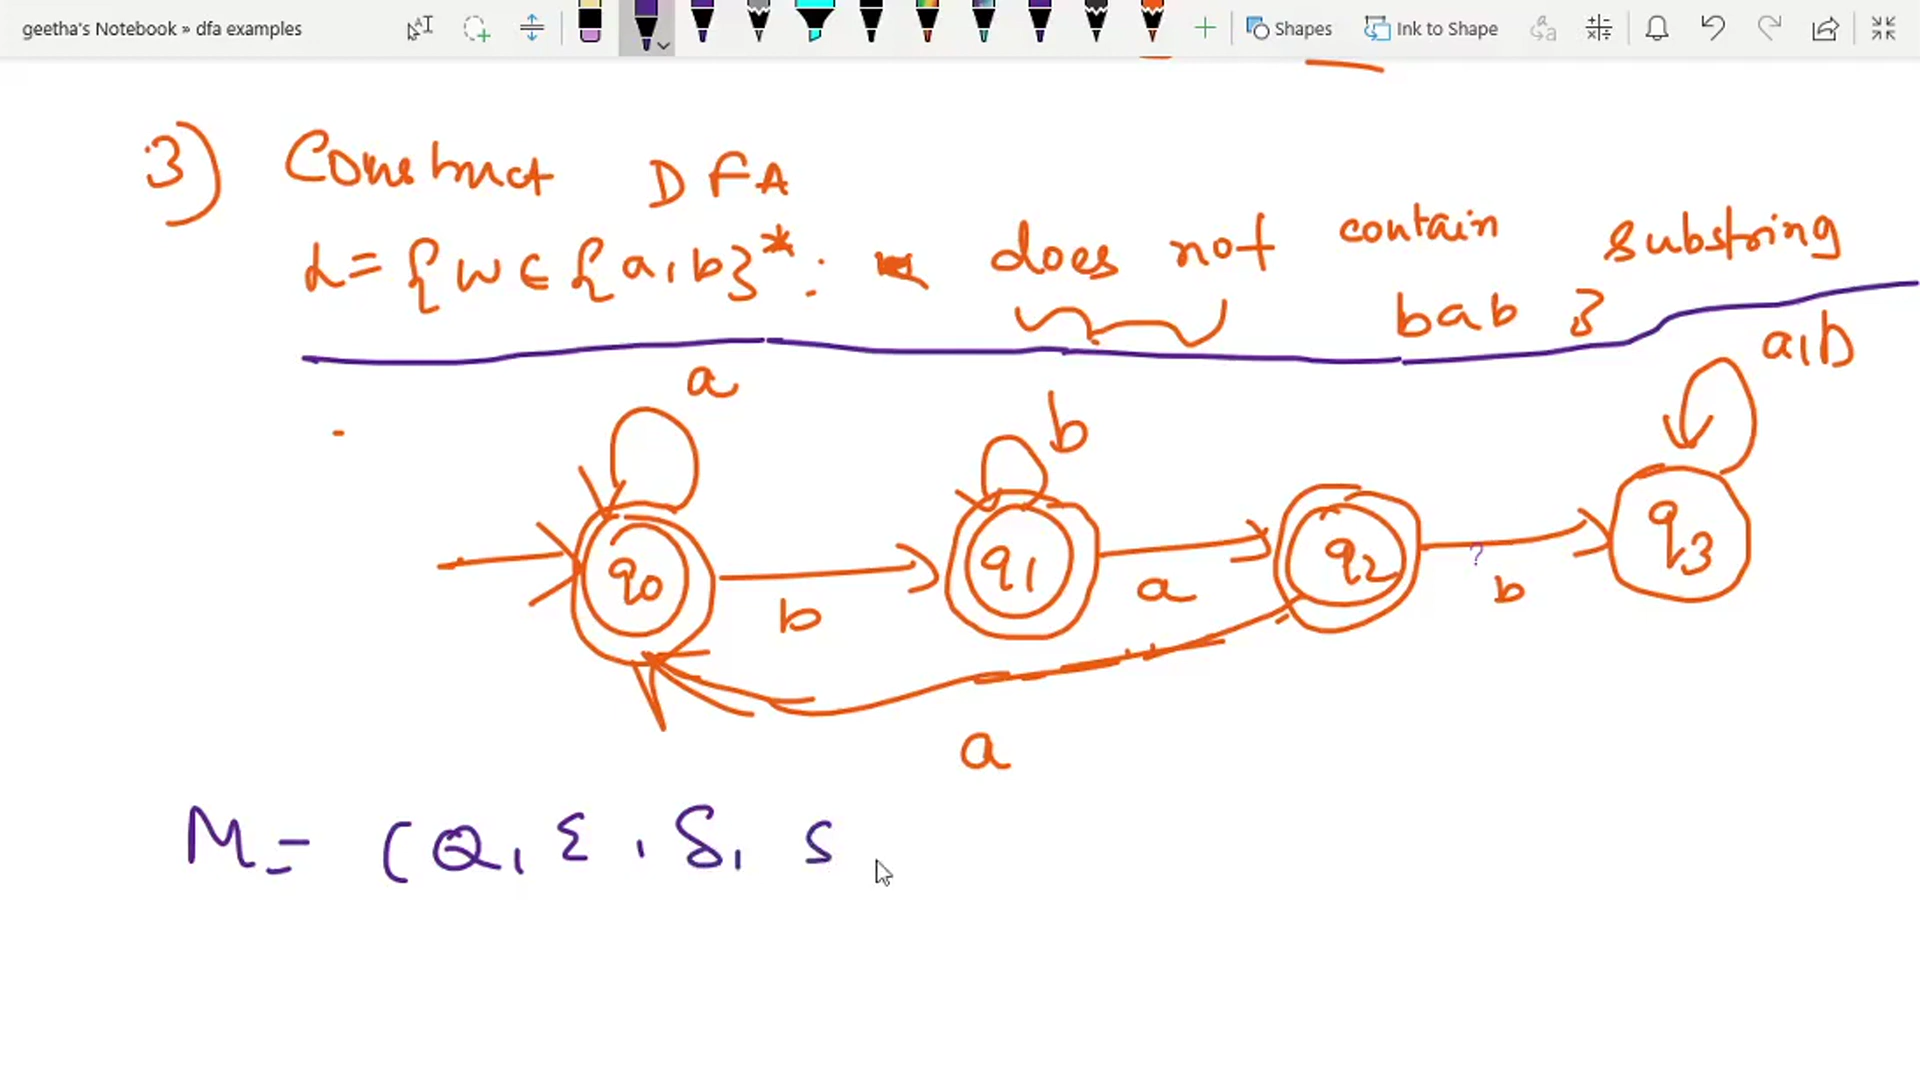 geetha's Notebook » dfa examples
Shapes
Ink to Shape
3) Construct DFA
L = { w ∈ {a,b}* : does not contain substring
bab }
a
b
a,b
q0
q1
q2
q3
b
a
?
b
a
M = (Q, Σ, δ, s